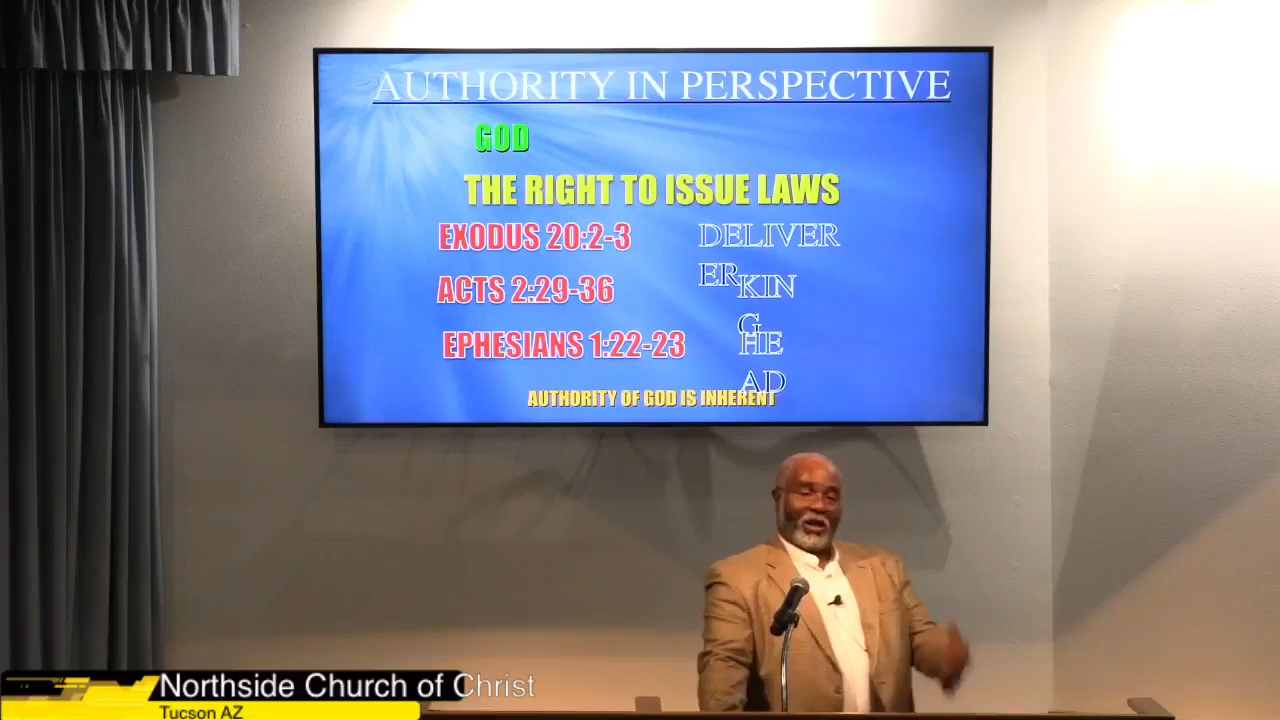 AUTHORITY IN PERSPECTIVE
GOD
THE RIGHT TO ISSUE LAWS
EXODUS 20:2-3
DELIVER
ER
ACTS 2:29-36
KIN
G
EPHESIANS 1:22-23
HE
AD
AUTHORITY OF GOD IS INHERENT
Northside Church of Christ
Tucson AZ